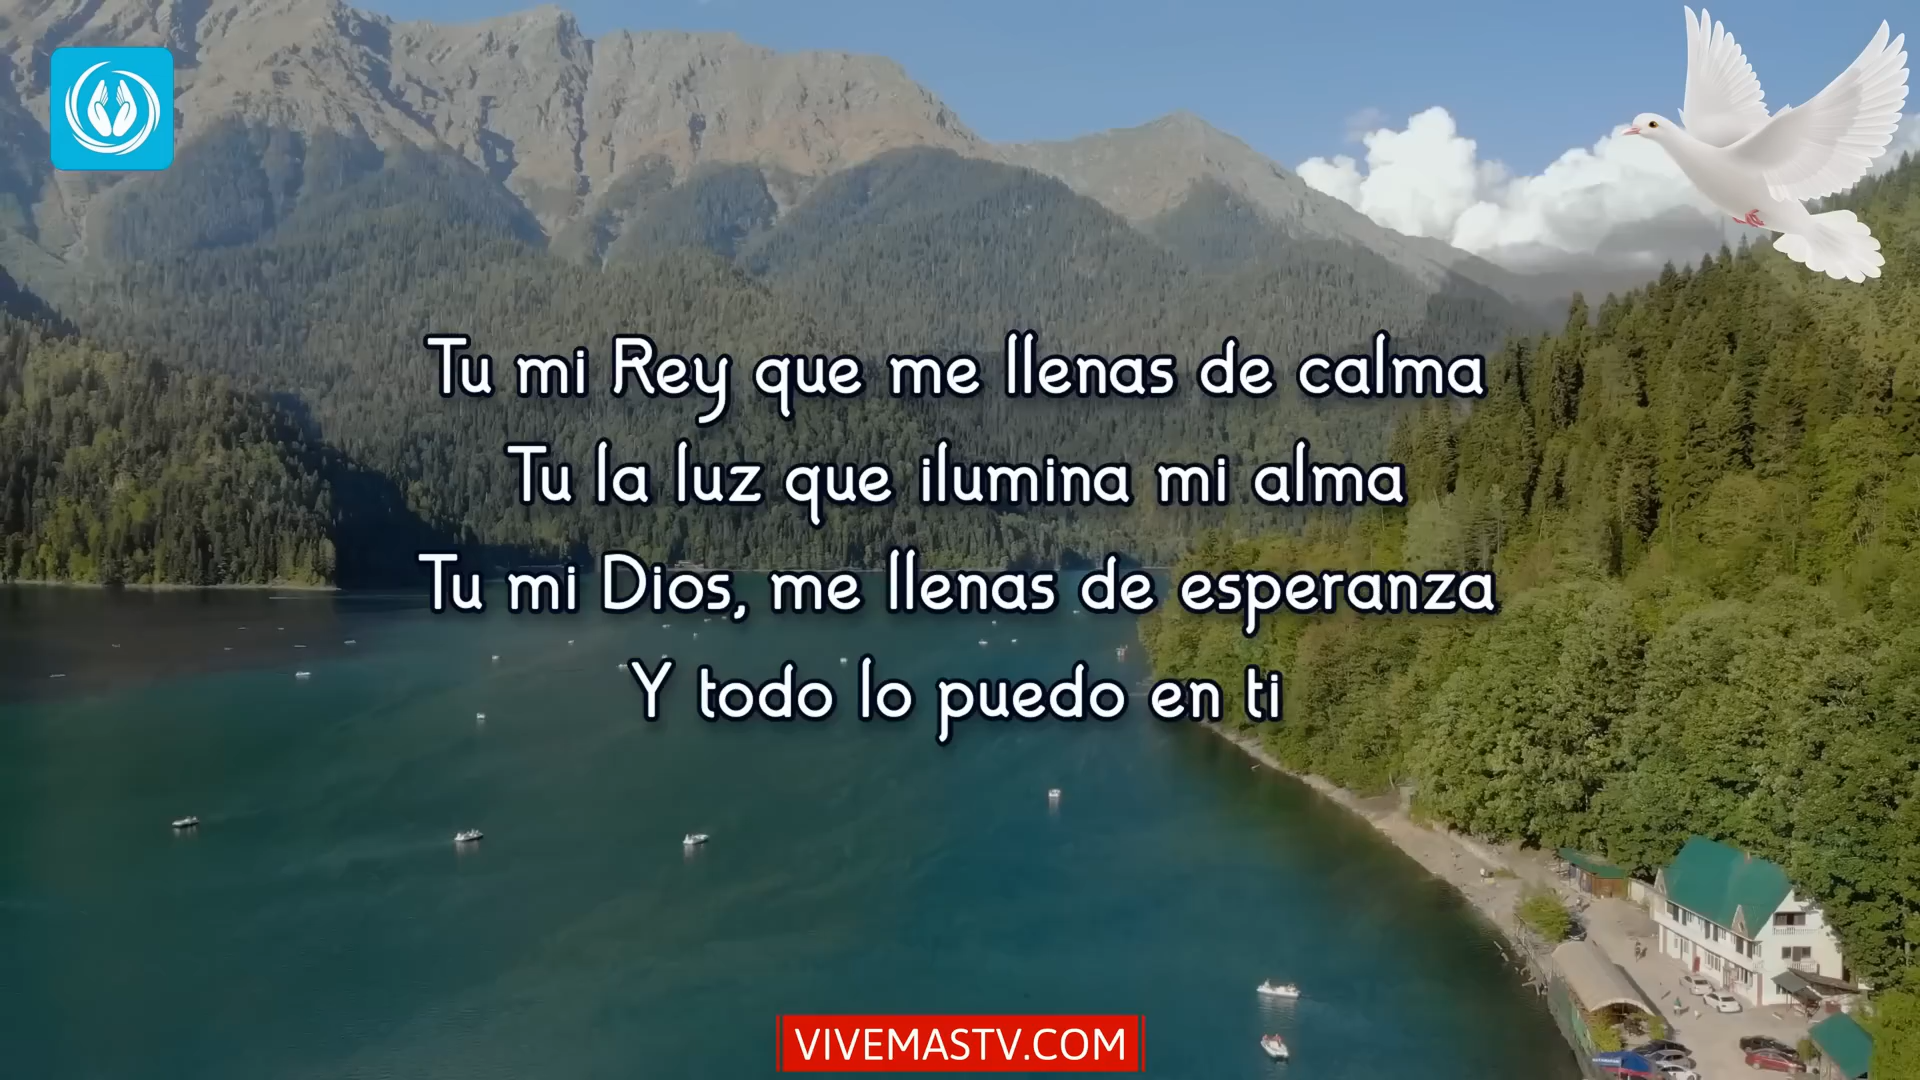 Tu mi Rey que me llenas de calma
Tu la luz que ilumina mi alma
Tu mi Dios, me llenas de esperanza
Y todo lo puedo en ti
VIVEMASTV.COM